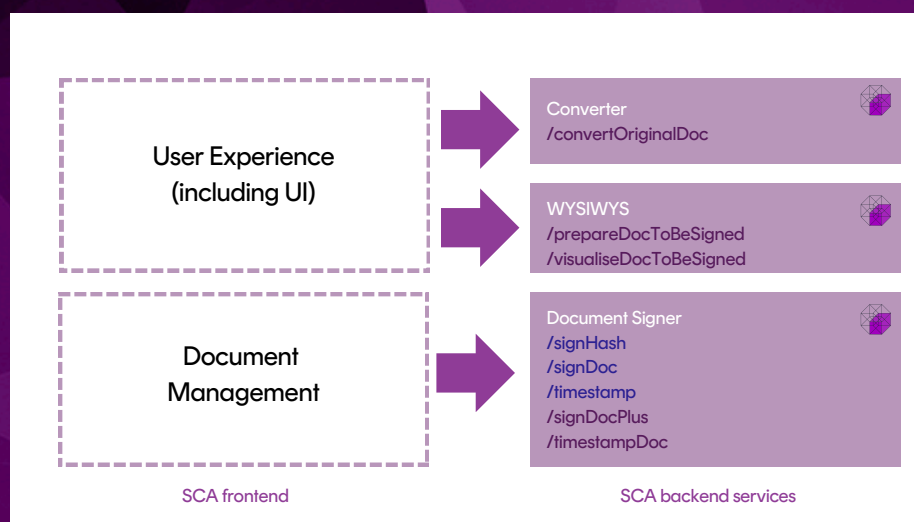 User Experience
(including UI)
Converter
/convertOriginalDoc
WYSIWYS
/prepareDocToBeSigned
/visualiseDocToBeSigned
Document
Management
Document Signer
/signHash
/signDoc
/timestamp
/signDocPlus
/timestampDoc
SCA frontend
SCA backend services